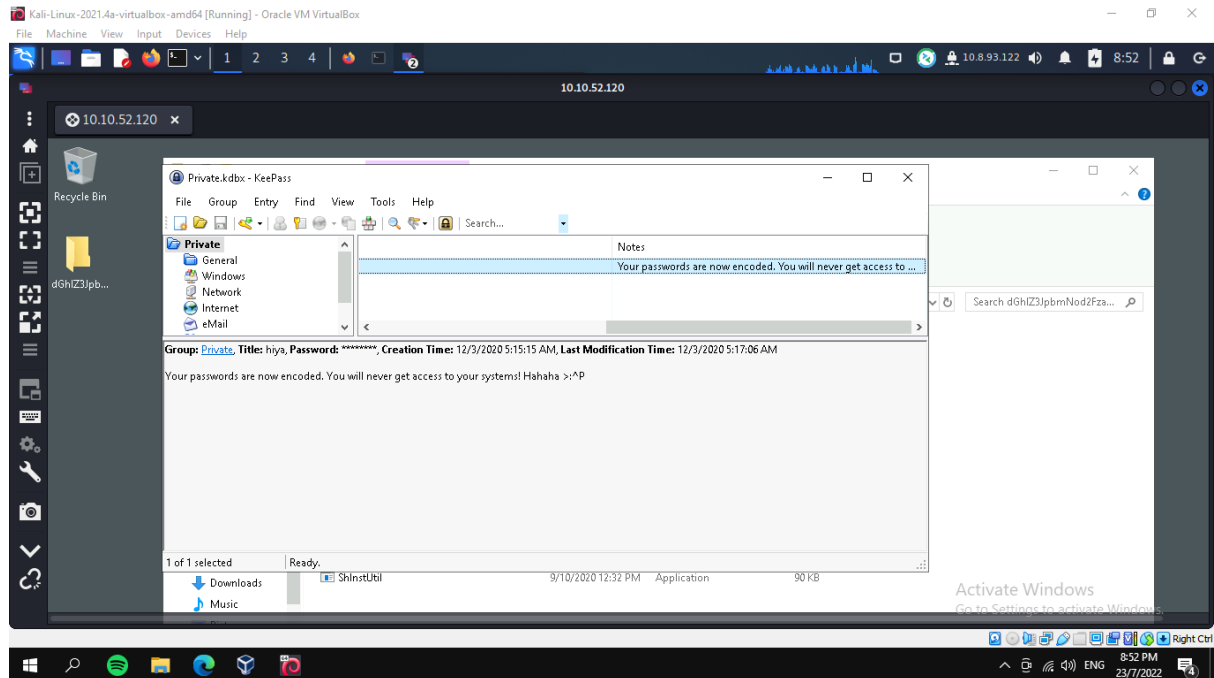 Kali-Linux-2021.4a-virtualbox-amd64 [Running] - Oracle VM VirtualBox
File Machine View Input Devices Help
1 2 3 4 2 10.8.93.122 8:52
10.10.52.120
10.10.52.120
Recycle Bin
dGhlZ3Jpb...
Private.kdbx - KeePass
File Group Entry Find View Tools Help
Search...
Private
General
Windows
Network
Internet
eMail
Notes
Your passwords are now encoded. You will never get access to ...
Search dGhlZ3JpbmNod2Fza...
Group: Private, Title: hiya, Password: ********, Creation Time: 12/3/2020 5:15:15 AM, Last Modification Time: 12/3/2020 5:17:06 AM
Your passwords are now encoded. You will never get access to your systems! Hahaha >:^P
1 of 1 selected Ready.
Downloads
ShInstUtil 9/10/2020 12:32 PM Application 90 KB
Music
Activate Windows
Go to Settings to activate Windows.
Right Ctrl
ENG 8:52 PM
23/7/2022
4